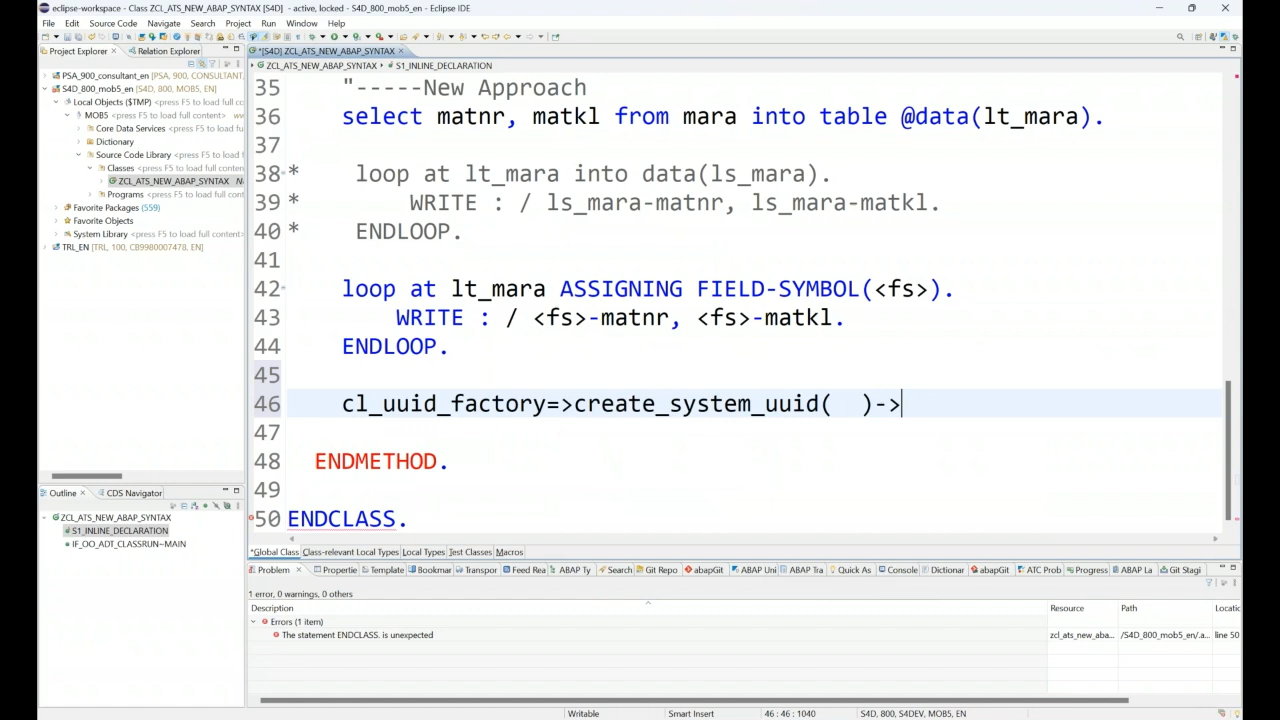 eclipse-workspace - Class ZCL_ATS_NEW_ABAP_SYNTAX [S4D] - active, locked - S4D_800_mob5_en - Eclipse IDE
File Edit Source Code Navigate Search Project Run Window Help
Project Explorer Relation Explorer
PSA_900_consultant_en [PSA, 900, CONSULTANT,
S4D_800_mob5_en [S4D, 800, MOB5, EN]
Local Objects ($TMP) <press F5 to load full co
MOB5 <press F5 to load full content>
Core Data Services <press F5 to load full
Dictionary
Source Code Library <press F5 to load full
Classes <press F5 to load full content>
ZCL_ATS_NEW_ABAP_SYNTAX
Programs <press F5 to load full cont
Favorite Packages (559)
Favorite Objects
System Library <press F5 to load full content
TRL_EN [TRL, 100, CB9980007478, EN]
*[S4D] ZCL_ATS_NEW_ABAP_SYNTAX
ZCL_ATS_NEW_ABAP_SYNTAX S1_INLINE_DECLARATION
35 "-----New Approach
36 select matnr, matkl from mara into table @data(lt_mara).
37
38 * loop at lt_mara into data(ls_mara).
39 * WRITE : / ls_mara-matnr, ls_mara-matkl.
40 * ENDLOOP.
41
42 loop at lt_mara ASSIGNING FIELD-SYMBOL(<fs>).
43 WRITE : / <fs>-matnr, <fs>-matkl.
44 ENDLOOP.
45
46 cl_uuid_factory=>create_system_uuid(  )->
47
48 ENDMETHOD.
49
50 ENDCLASS.
Outline CDS Navigator
ZCL_ATS_NEW_ABAP_SYNTAX
S1_INLINE_DECLARATION
IF_OO_ADT_CLASSRUN~MAIN
*Global Class Class-relevant Local Types Local Types Test Classes Macros
Problem Propertie Template Bookmar Transpor Feed Rea ABAP Ty Search Git Repo abapGit ABAP Uni ABAP Tra Quick As Console Dictionar abapGit ATC Prob Progress ABAP La Git Stagi
1 error, 0 warnings, 0 others
Description Resource Path Locatio
Errors (1 item)
The statement ENDCLASS. is unexpected zcl_ats_new_aba... /S4D_800_mob5_en/.a... line 50
Writable Smart Insert 46 : 46 : 1040 S4D, 800, S4DEV, MOB5, EN